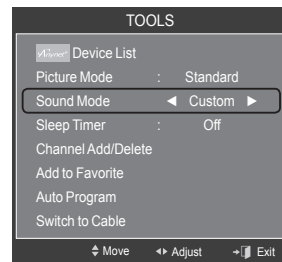 TOOLS
Anynet Device List
Picture Mode : Standard
Sound Mode ◄ Custom ►
Sleep Timer : Off
Channel Add/Delete
Add to Favorite
Auto Program
Switch to Cable
Move Adjust Exit